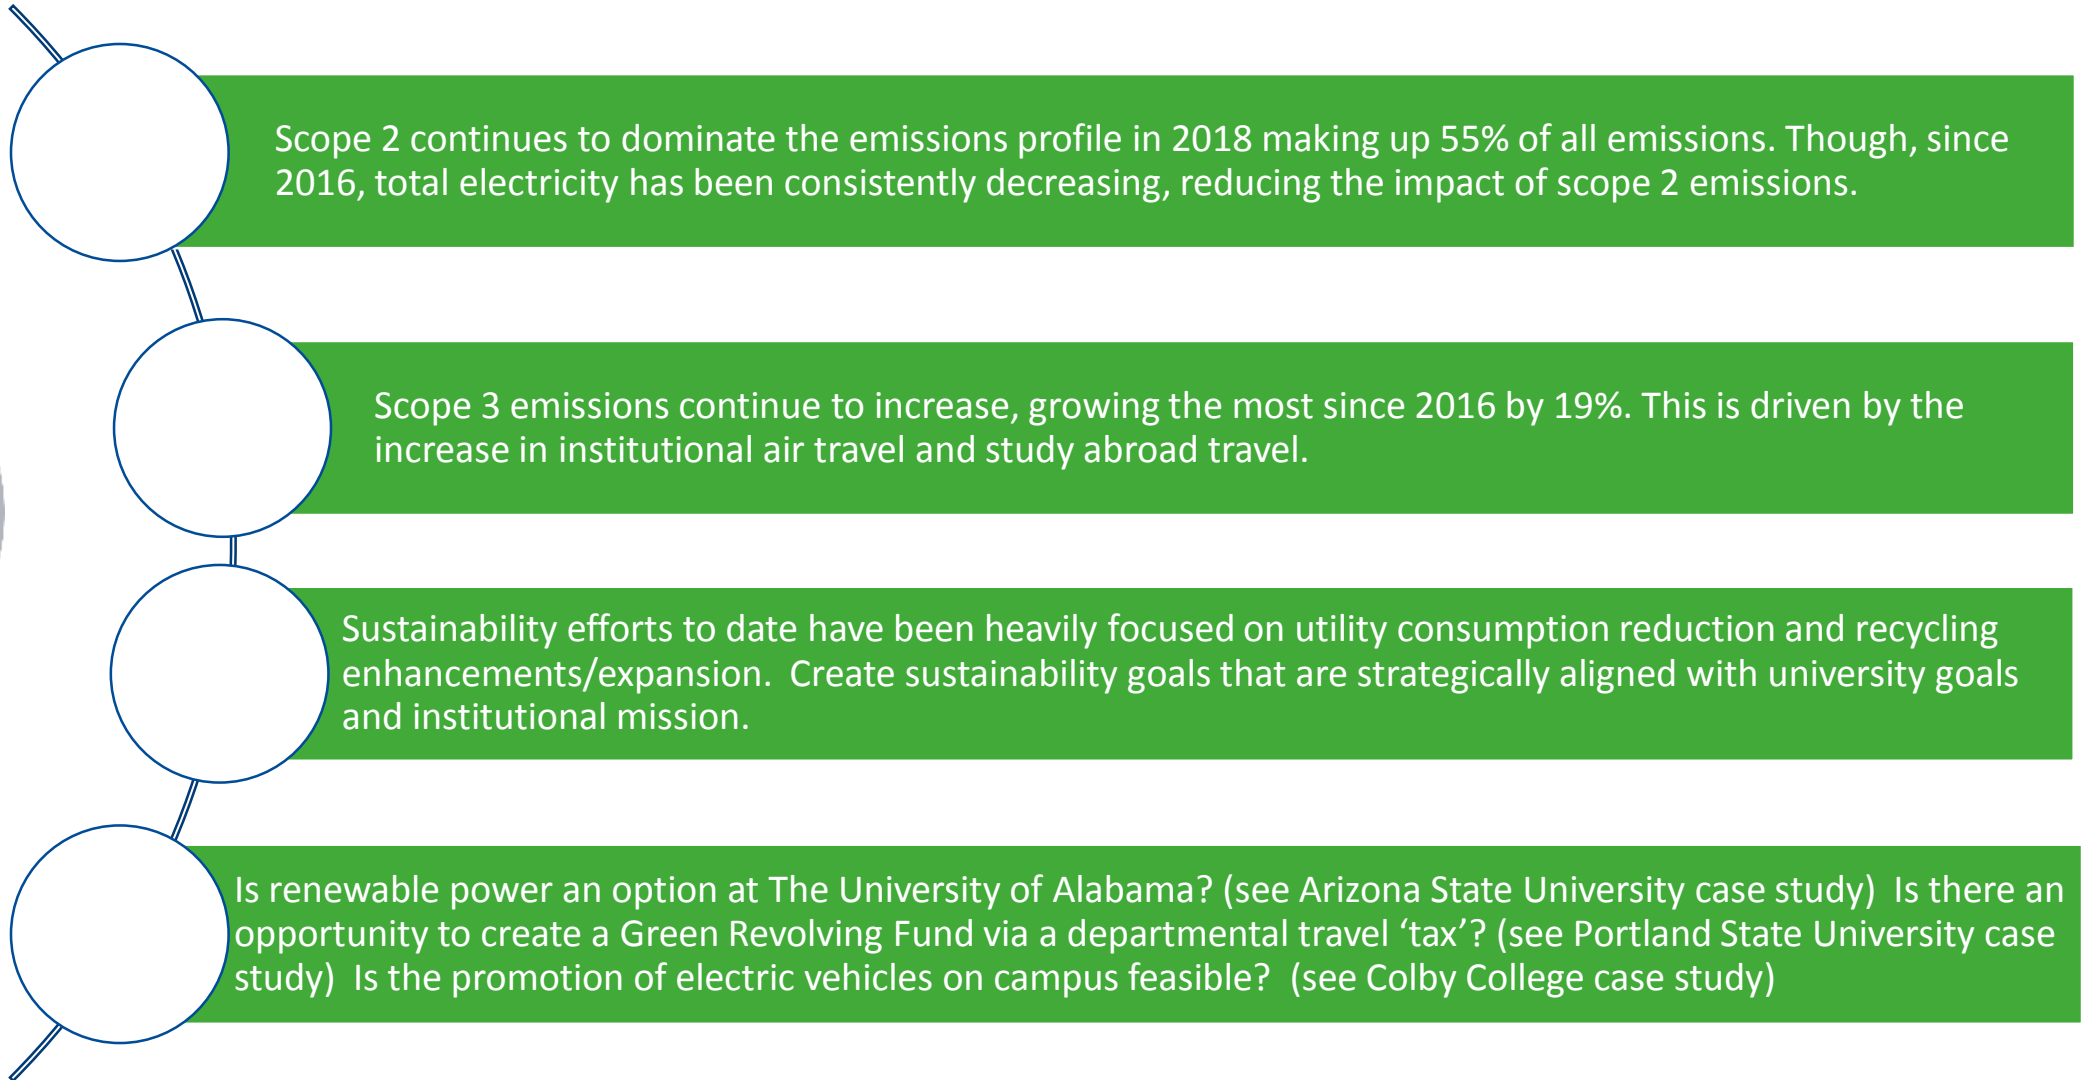 Scope 2 continues to dominate the emissions profile in 2018 making up 55% of all emissions. Though, since
2016, total electricity has been consistently decreasing, reducing the impact of scope 2 emissions.
Scope 3 emissions continue to increase, growing the most since 2016 by 19%. This is driven by the
increase in institutional air travel and study abroad travel.
Sustainability efforts to date have been heavily focused on utility consumption reduction and recycling
enhancements/expansion.  Create sustainability goals that are strategically aligned with university goals
and institutional mission.
Is renewable power an option at The University of Alabama? (see Arizona State University case study)  Is there an
opportunity to create a Green Revolving Fund via a departmental travel ‘tax’? (see Portland State University case
study)  Is the promotion of electric vehicles on campus feasible?  (see Colby College case study)